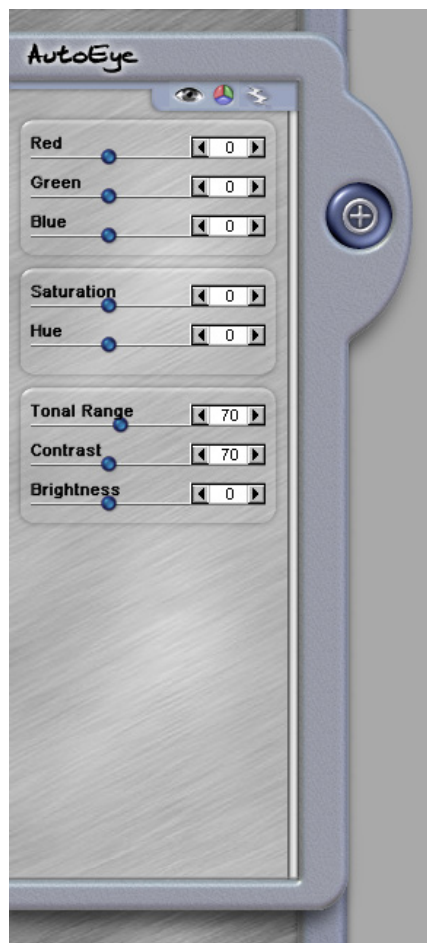 AutoEye
Red 0
Green 0
Blue 0
Saturation 0
Hue 0
Tonal Range 70
Contrast 70
Brightness 0